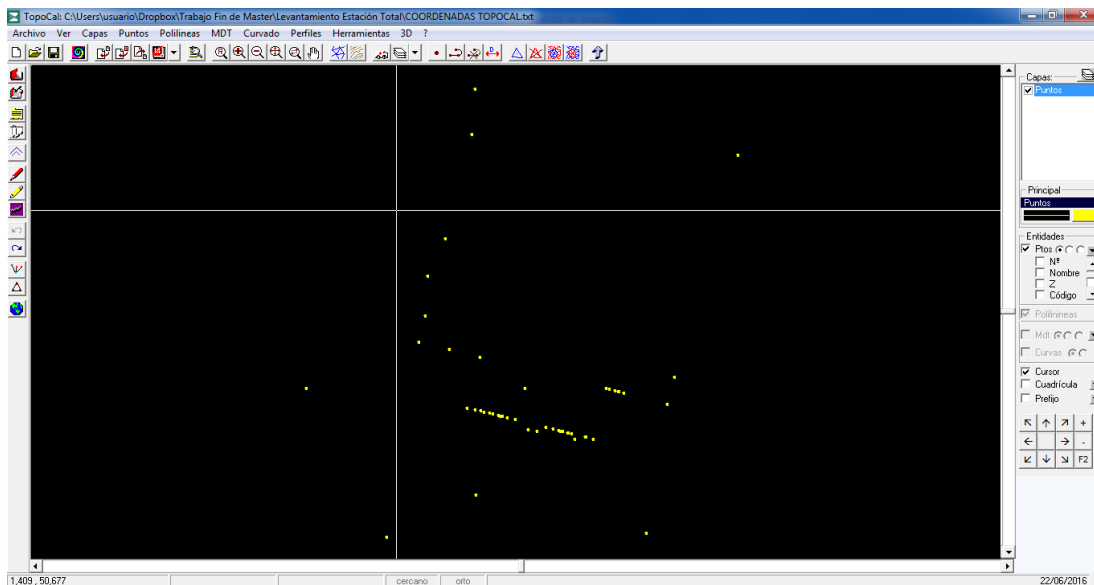 TopoCal: C:\Users\usuario\Dropbox\Trabajo Fin de Master\Levantamiento Estación Total\COORDENADAS TOPOCAL.txt
Archivo Ver Capas Puntos Polilineas MDT Curvado Perfiles Herramientas 3D ?
Capas:
Puntos
Principal
Puntos
Entidades
Ptos
Nº
Nombre
Z
Código
Polilineas
Mdt
Curvas
Cursor
Cuadrícula
Prefijo
+
-
F2
1,409 , 50,677 cercano orto 22/06/2016